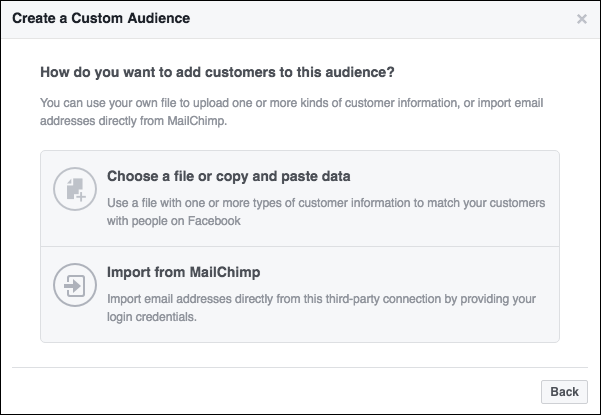 Create a Custom Audience
×
How do you want to add customers to this audience?
You can use your own file to upload one or more kinds of customer information, or import email
addresses directly from MailChimp.
Choose a file or copy and paste data
Use a file with one or more types of customer information to match your customers
with people on Facebook
Import from MailChimp
Import email addresses directly from this third-party connection by providing your
login credentials.
Back